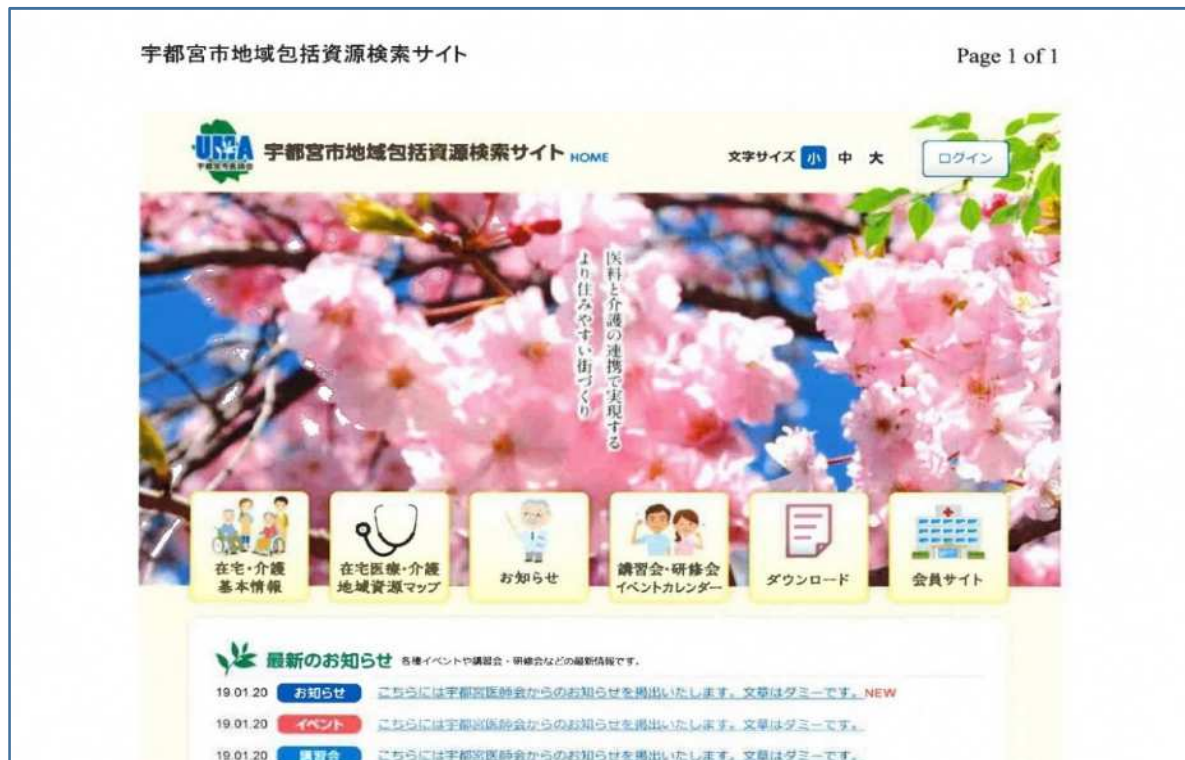 宇都宮市地域包括資源検索サイト
Page 1 of 1
UMA
宇都宮市医師会
宇都宮市地域包括資源検索サイト HOME
文字サイズ 小 中 大
ログイン
医科と介護の連携で実現する
より住みやすい街づくり
在宅・介護
基本情報
在宅医療・介護
地域資源マップ
お知らせ
講習会・研修会
イベントカレンダー
ダウンロード
会員サイト
最新のお知らせ 各種イベントや講習会・研修会などの最新情報です。
19.01.20 お知らせ こちらには宇都宮医師会からのお知らせを掲出いたします。文章はダミーです。NEW
19.01.20 イベント こちらには宇都宮医師会からのお知らせを掲出いたします。文章はダミーです。
19.01.20 講習会 こちらには宇都宮医師会からのお知らせを掲出いたします。文章はダミーです。